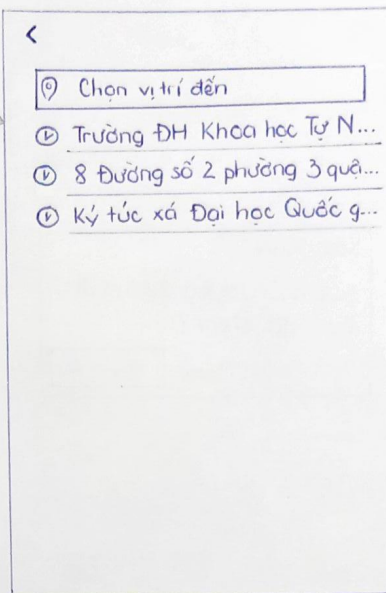 Chọn vị trí đến
Trường ĐH Khoa học Tự N...
8 Đường số 2 phường 3 quậ...
Ký túc xá Đại học Quốc g...